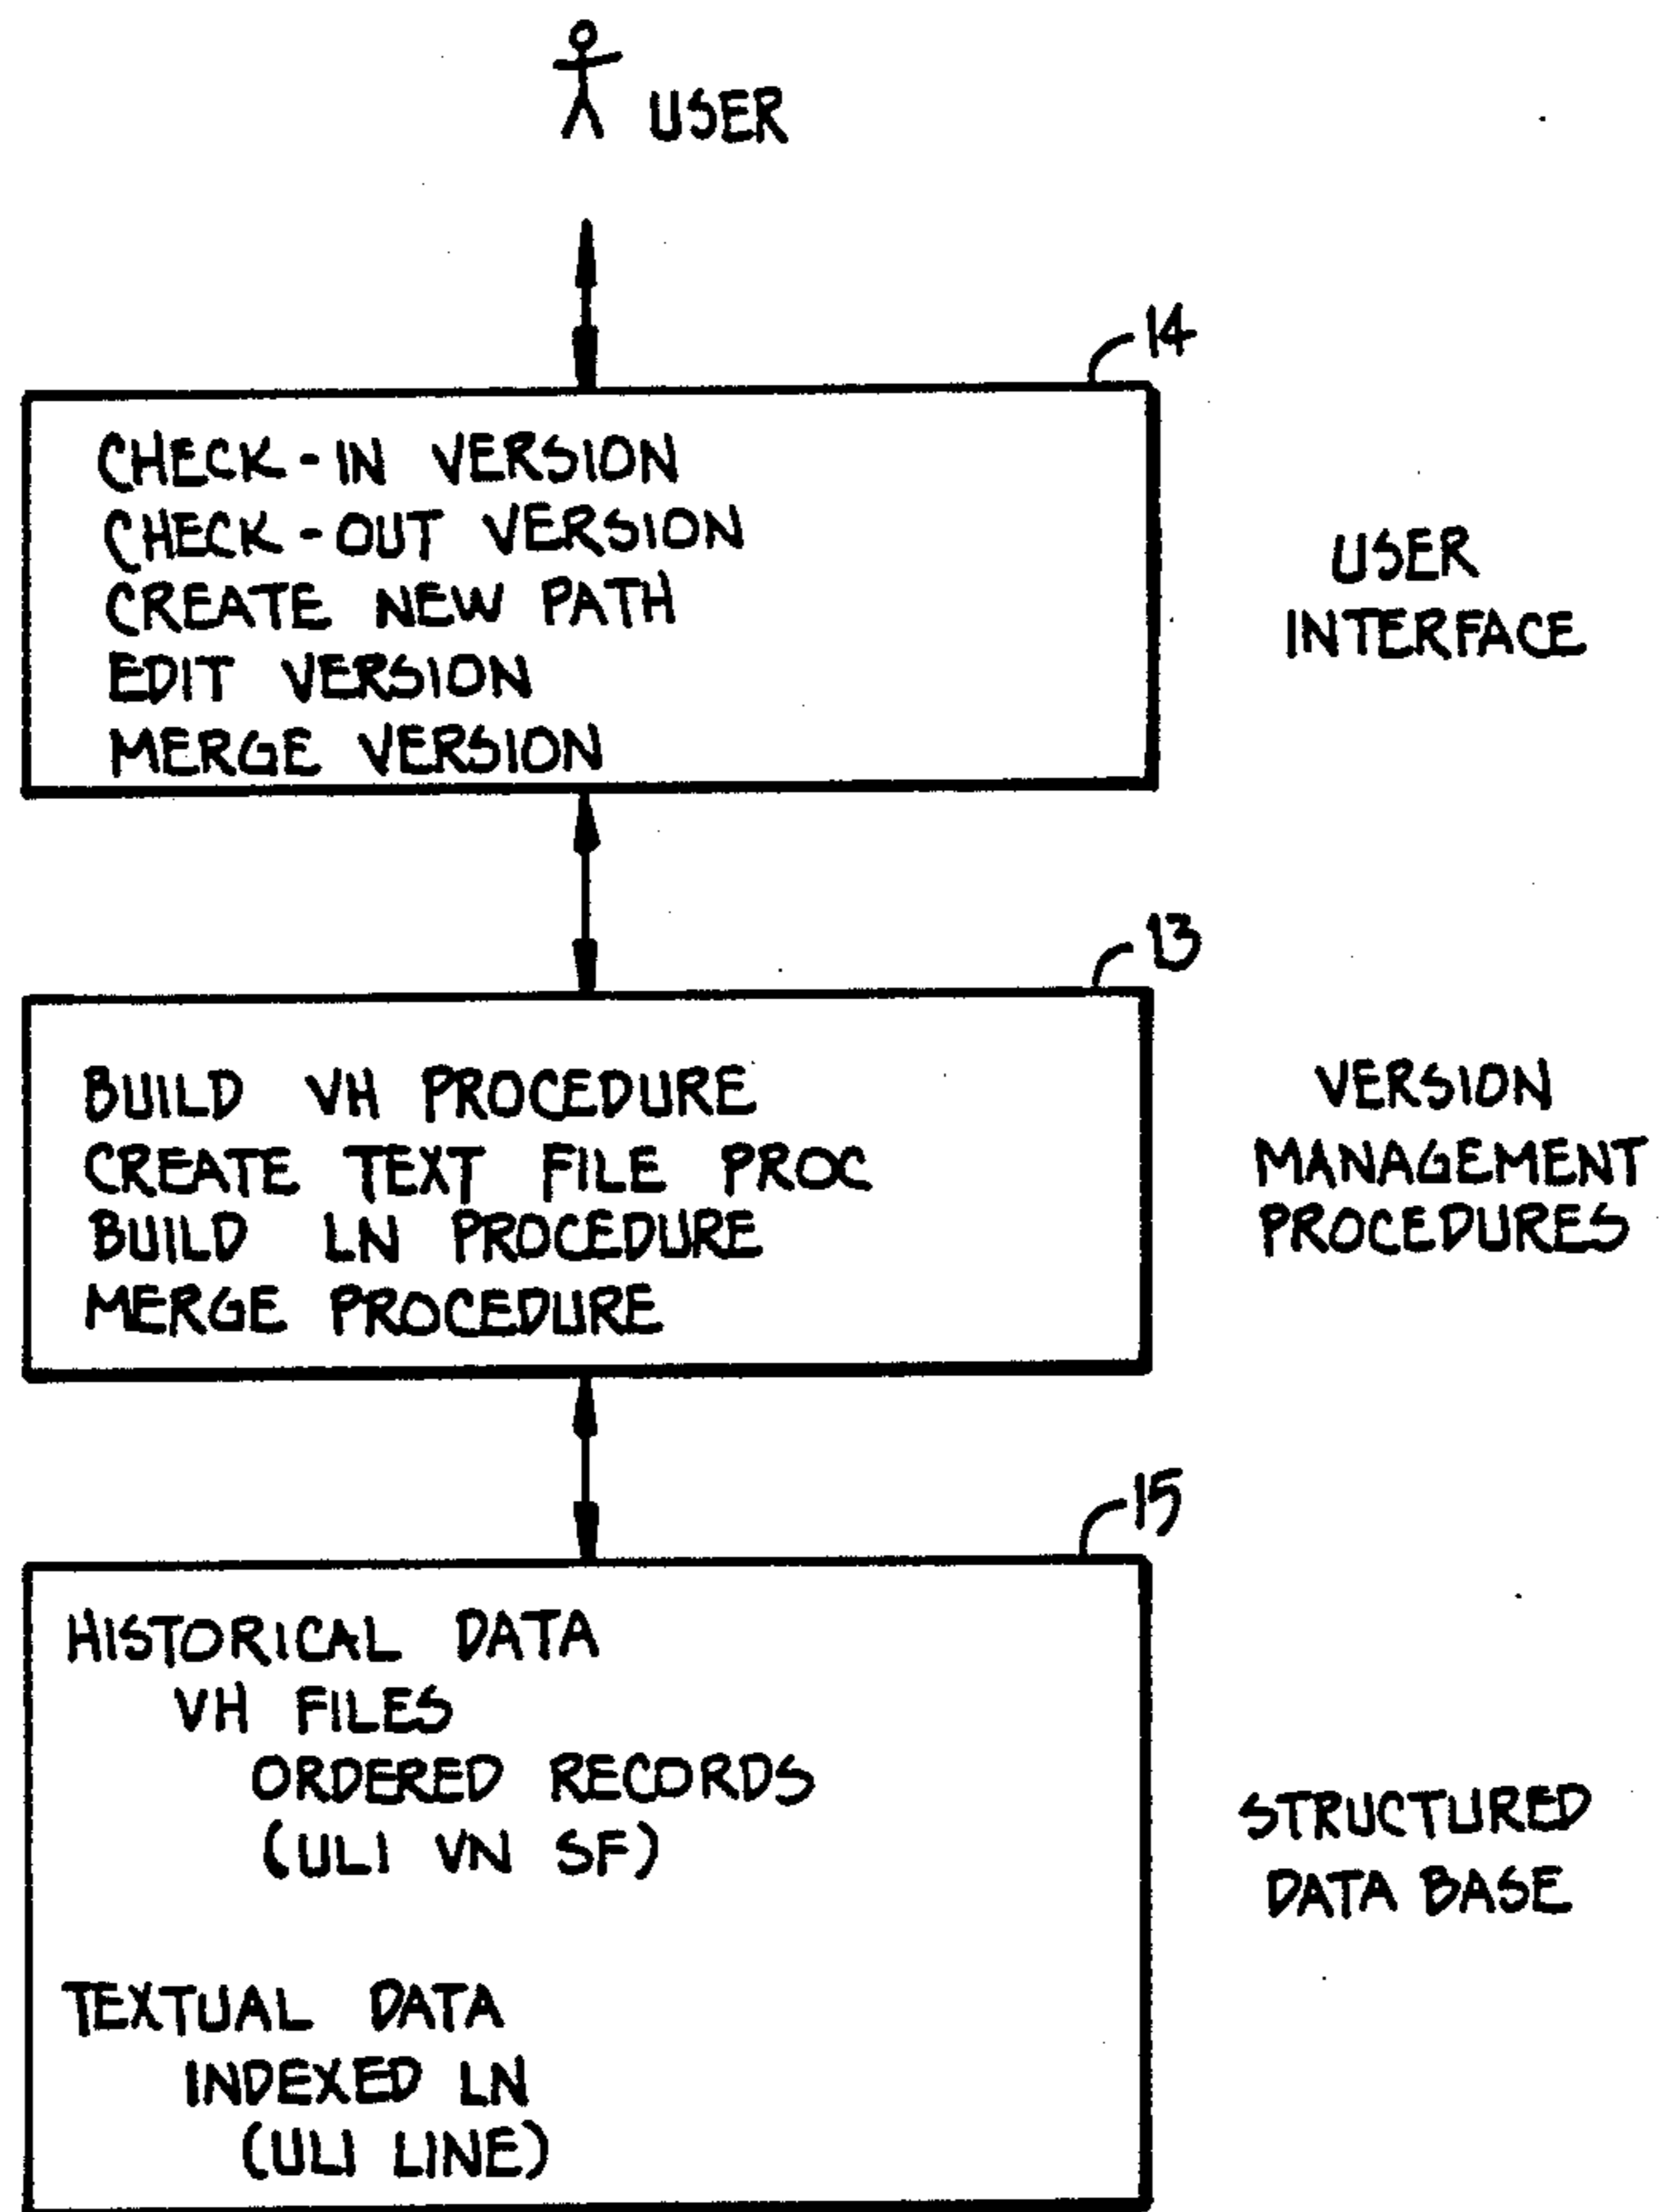 USER
14
CHECK-IN VERSION
CHECK-OUT VERSION
CREATE NEW PATH
EDIT VERSION
MERGE VERSION
USER
INTERFACE
13
BUILD VH PROCEDURE
CREATE TEXT FILE PROC
BUILD LN PROCEDURE
MERGE PROCEDURE
VERSION
MANAGEMENT
PROCEDURES
15
HISTORICAL DATA
VH FILES
ORDERED RECORDS
(ULI VN SF)
TEXTUAL DATA
INDEXED LN
(ULI LINE)
STRUCTURED
DATA BASE